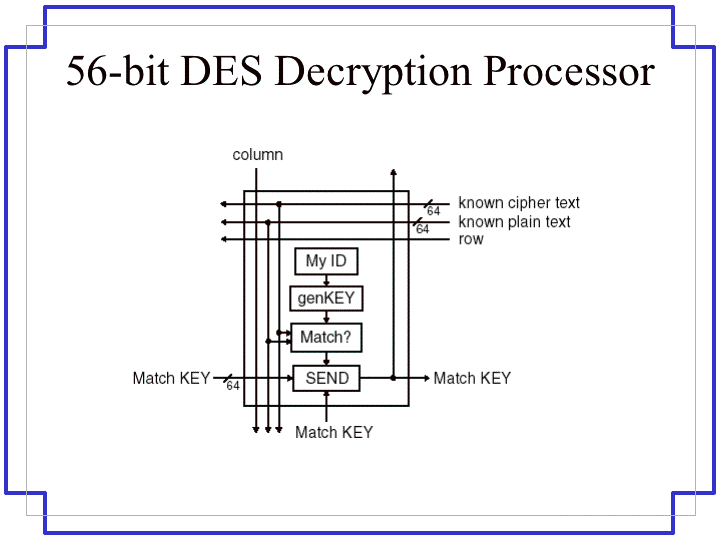 56-bit DES Decryption Processor
column
known cipher text
64
known plain text
64
row
My ID
genKEY
Match?
Match KEY
64
SEND
Match KEY
Match KEY